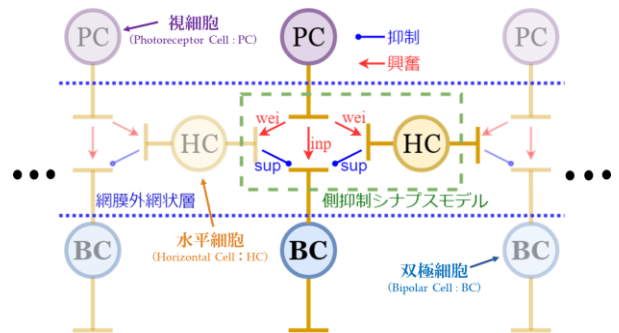 PC
視細胞
(Photoreceptor Cell : PC)
PC
抑制
興奮
PC
wei
wei
HC
inp
HC
sup
sup
網膜外網状層
側抑制シナプスモデル
BC
水平細胞
(Horizontal Cell：HC)
BC
双極細胞
(Bipolar Cell : BC)
BC